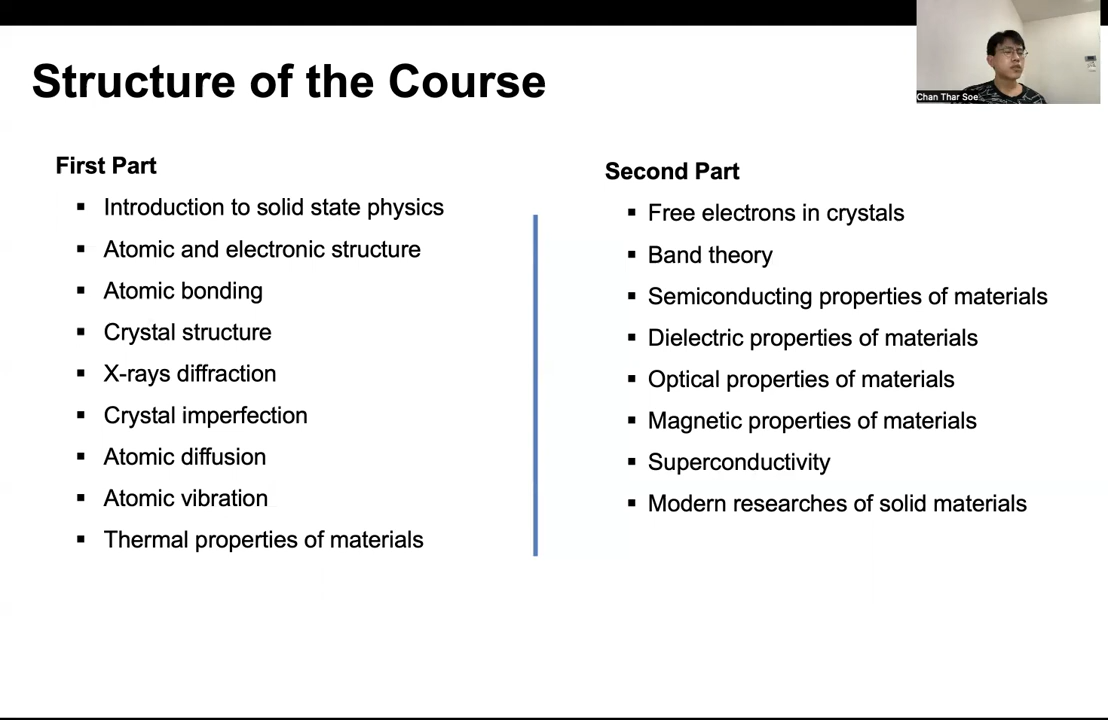 Structure of the Course
Chan Thar Soe
First Part
▪ Introduction to solid state physics
▪ Atomic and electronic structure
▪ Atomic bonding
▪ Crystal structure
▪ X-rays diffraction
▪ Crystal imperfection
▪ Atomic diffusion
▪ Atomic vibration
▪ Thermal properties of materials
Second Part
▪ Free electrons in crystals
▪ Band theory
▪ Semiconducting properties of materials
▪ Dielectric properties of materials
▪ Optical properties of materials
▪ Magnetic properties of materials
▪ Superconductivity
▪ Modern researches of solid materials